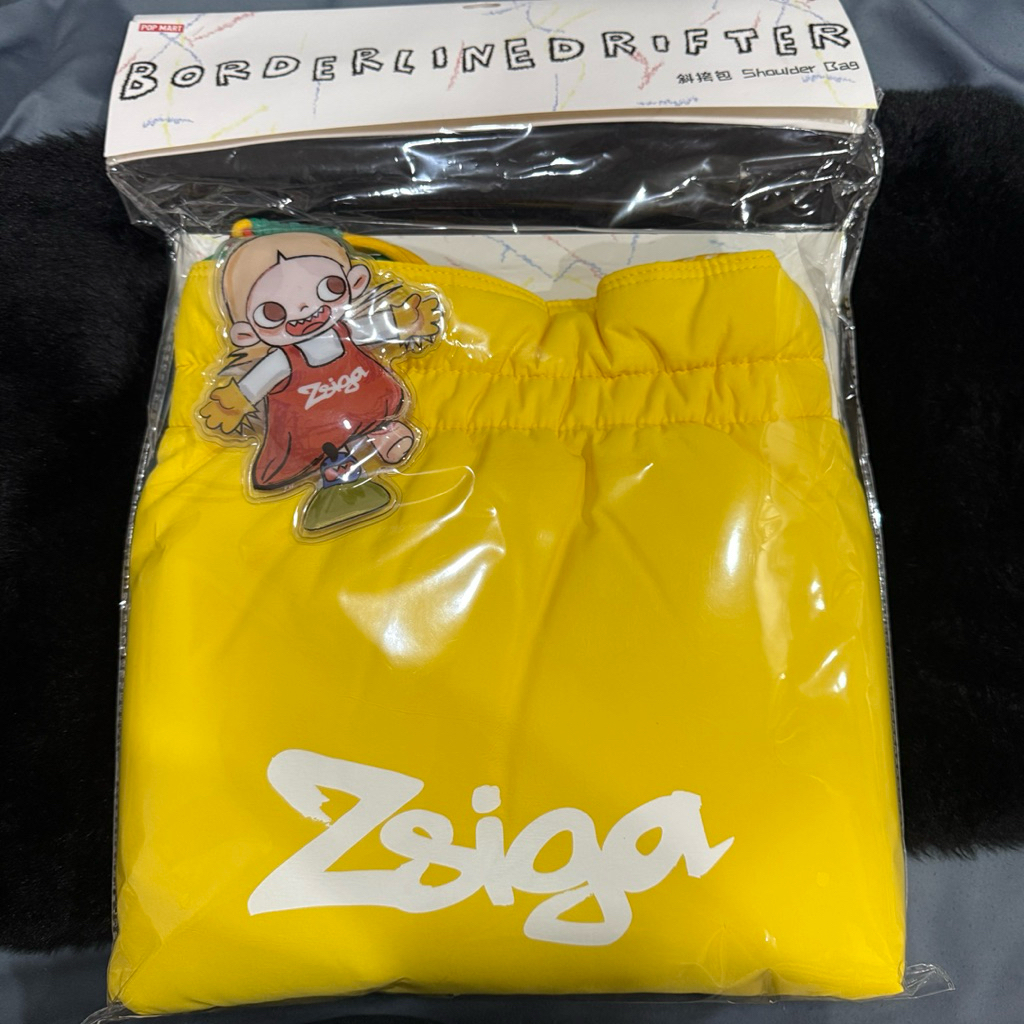 POP MART
BORDERLINEDRIFTER
斜挎包 Shoulder Bag
Zsiga
Zsiga